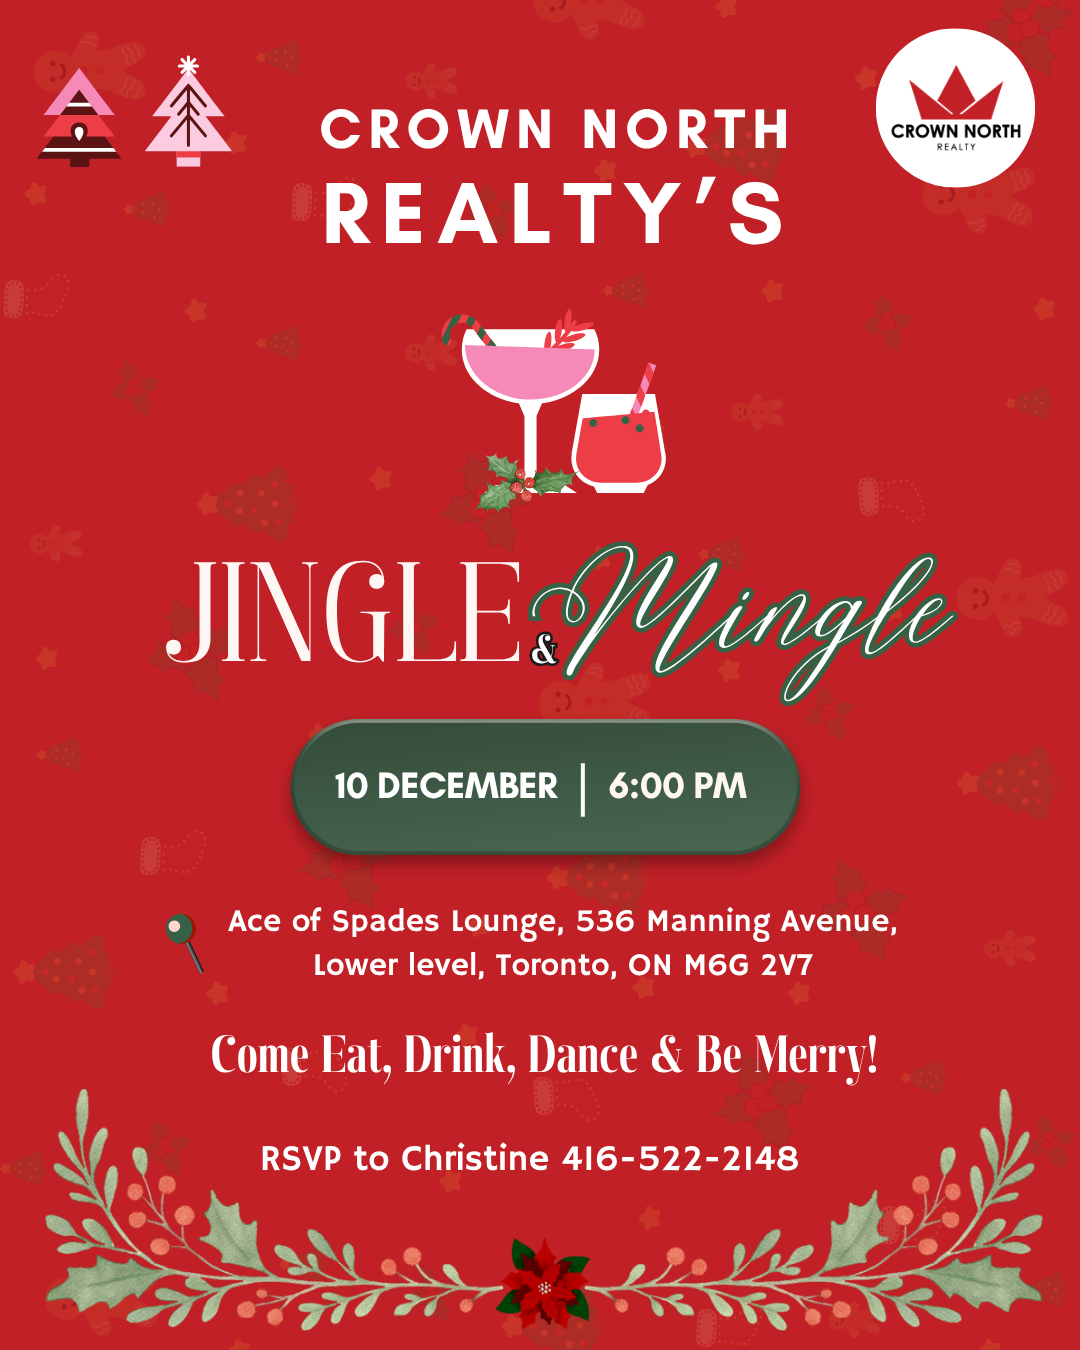 CROWN NORTH
REALTY’S
CROWN NORTH
REALTY
JINGLE & Mingle
10 DECEMBER | 6:00 PM
Ace of Spades Lounge, 536 Manning Avenue,
Lower level, Toronto, ON M6G 2V7
Come Eat, Drink, Dance & Be Merry!
RSVP to Christine 416-522-2148